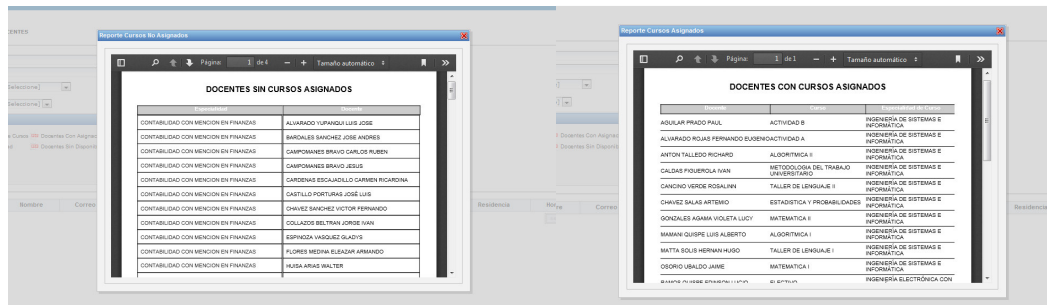 CENTES
Reporte Cursos No Asignados
Página: 1 de 4 − + Tamaño automático
DOCENTES SIN CURSOS ASIGNADOS
Especialidad Docente
CONTABILIDAD CON MENCION EN FINANZAS ALVARADO YUPANQUI LUIS JOSE
CONTABILIDAD CON MENCION EN FINANZAS BARDALES SANCHEZ JOSE ANDRES
CONTABILIDAD CON MENCION EN FINANZAS CAMPOMANES BRAVO CARLOS RUBEN
CONTABILIDAD CON MENCION EN FINANZAS CAMPOMANES BRAVO JESUS
CONTABILIDAD CON MENCION EN FINANZAS CARDENAS ESCAJADILLO CARMEN RICARDINA
CONTABILIDAD CON MENCION EN FINANZAS CASTILLO PORTURAS JOSÉ LUIS
CONTABILIDAD CON MENCION EN FINANZAS CHAVEZ SANCHEZ VICTOR FERNANDO
CONTABILIDAD CON MENCION EN FINANZAS COLLAZOS BELTRAN JORGE IVAN
CONTABILIDAD CON MENCION EN FINANZAS ESPINOZA VASQUEZ GLADYS
CONTABILIDAD CON MENCION EN FINANZAS FLORES MEDINA ELEAZAR ARMANDO
CONTABILIDAD CON MENCION EN FINANZAS HUISA ARIAS WALTER
Seleccione]
Seleccione]
Nombre Correo
Residencia
Reporte Cursos Asignados
Página: 1 de 1 − + Tamaño automático
DOCENTES CON CURSOS ASIGNADOS
Docente Curso Especialidad de Curso
AGUILAR PRADO PAUL ACTIVIDAD B INGENIERÍA DE SISTEMAS E
INFORMÁTICA
ALVARADO ROJAS FERNANDO EUGENIO ACTIVIDAD A INGENIERÍA DE SISTEMAS E
INFORMÁTICA
ANTON TALLEDO RICHARD ALGORITMICA II INGENIERÍA DE SISTEMAS E
INFORMÁTICA
CALDAS FIGUEROLA IVAN METODOLOGIA DEL TRABAJO
UNIVERSITARIO INGENIERÍA DE SISTEMAS E
INFORMÁTICA
CANCINO VERDE ROSALINN TALLER DE LENGUAJE II INGENIERÍA DE SISTEMAS E
INFORMÁTICA
CHAVEZ SALAS ARTEMIO ESTADISTICA Y PROBABILIDADES INGENIERÍA DE SISTEMAS E
INFORMÁTICA
GONZALES AGAMA VIOLETA LUCY MATEMATICA II INGENIERÍA DE SISTEMAS E
INFORMÁTICA
MAMANI QUISPE LUIS ALBERTO ALGORITMICA I INGENIERÍA DE SISTEMAS E
INFORMÁTICA
MATTA SOLIS HERNAN HUGO TALLER DE LENGUAJE I INGENIERÍA DE SISTEMAS E
INFORMÁTICA
OSORIO UBALDO JAIME MATEMATICA I INGENIERÍA DE SISTEMAS E
INFORMÁTICA
RAMOS QUISPE EDINSON LUCIO ELECTIVO INGENIERÍA ELECTRÓNICA CON
Correo
Residencia